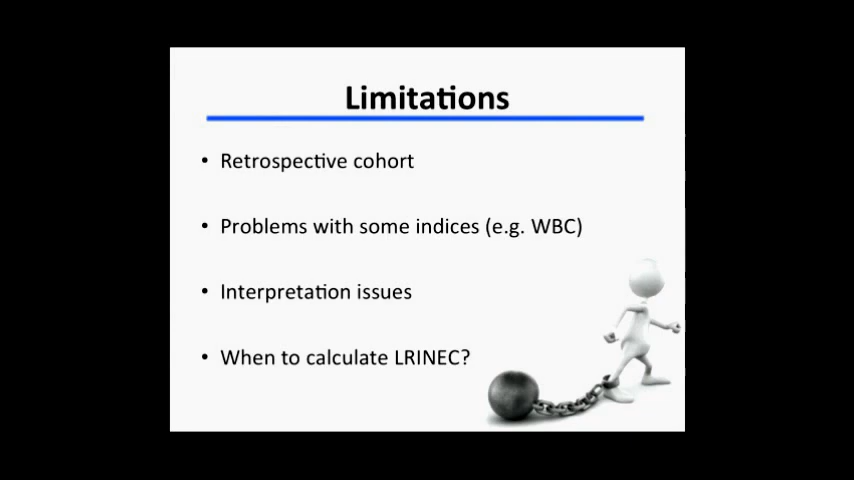 Limitations
• Retrospective cohort
• Problems with some indices (e.g. WBC)
• Interpretation issues
• When to calculate LRINEC?